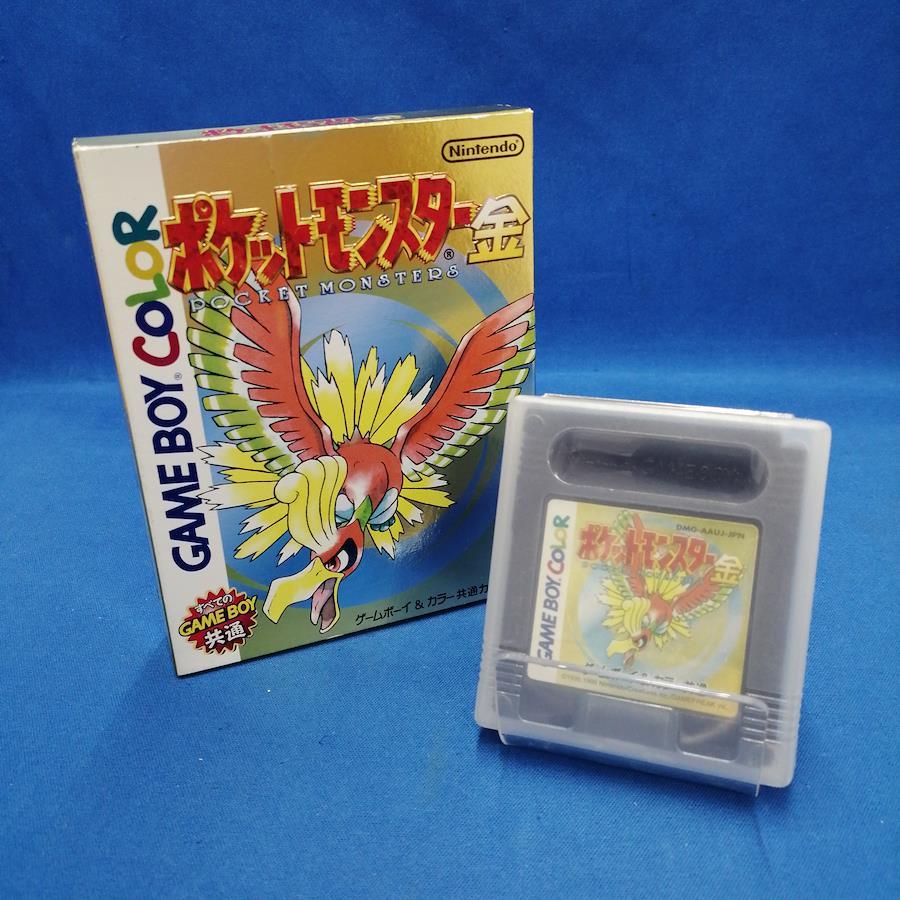 Nintendo®
ポケットモンスター金
POCKET MONSTERS®
GAME BOY® COLOR
すべての
GAME BOY
共通
ゲームボーイ & カラー共通カ
DMG-AAUJ-JPN
ポケットモンスター金
POCKET MONSTERS
GAME BOY COLOR